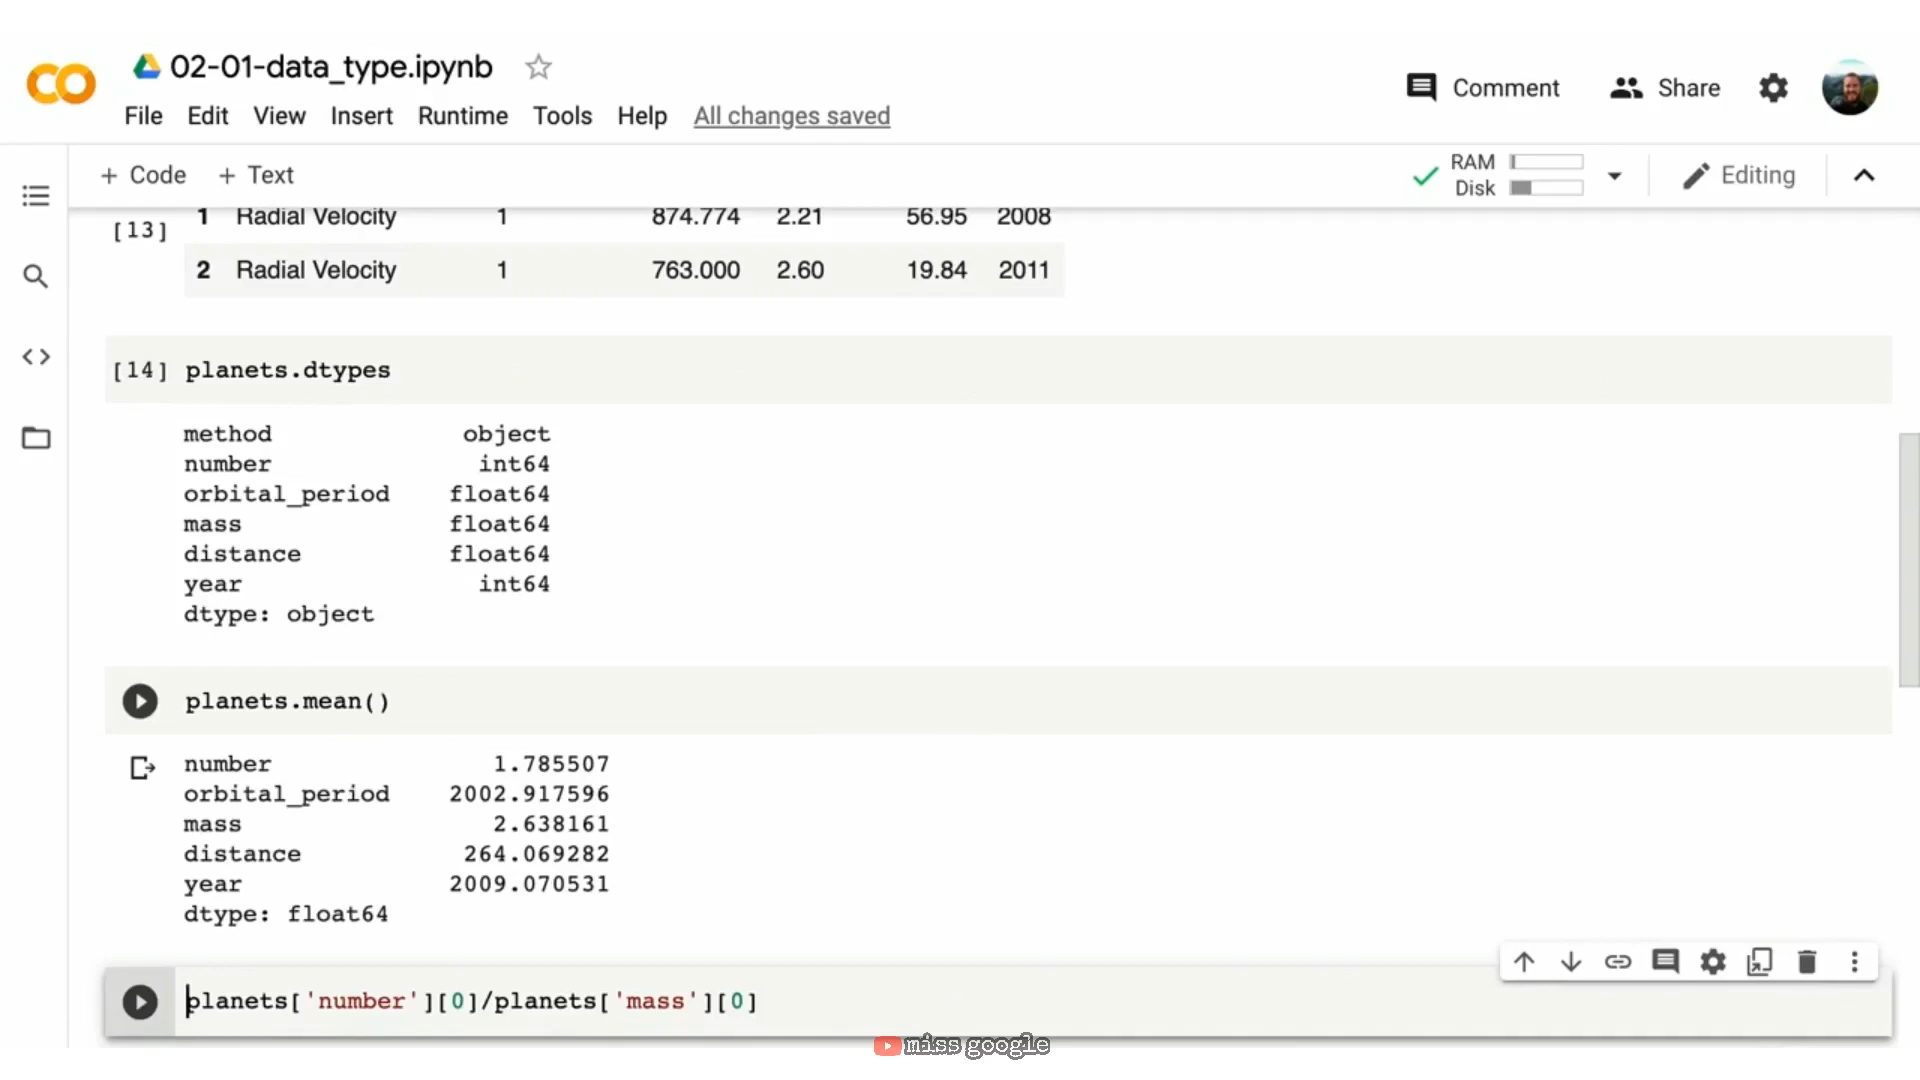 02-01-data_type.ipynb
File Edit View Insert Runtime Tools Help All changes saved
Comment Share
+ Code + Text
RAM
Disk
Editing
[13]
1 Radial Velocity 1 874.774 2.21 56.95 2008
2 Radial Velocity 1 763.000 2.60 19.84 2011
[14] planets.dtypes
method object
number int64
orbital_period float64
mass float64
distance float64
year int64
dtype: object
planets.mean()
number 1.785507
orbital_period 2002.917596
mass 2.638161
distance 264.069282
year 2009.070531
dtype: float64
planets['number'][0]/planets['mass'][0]
miss google